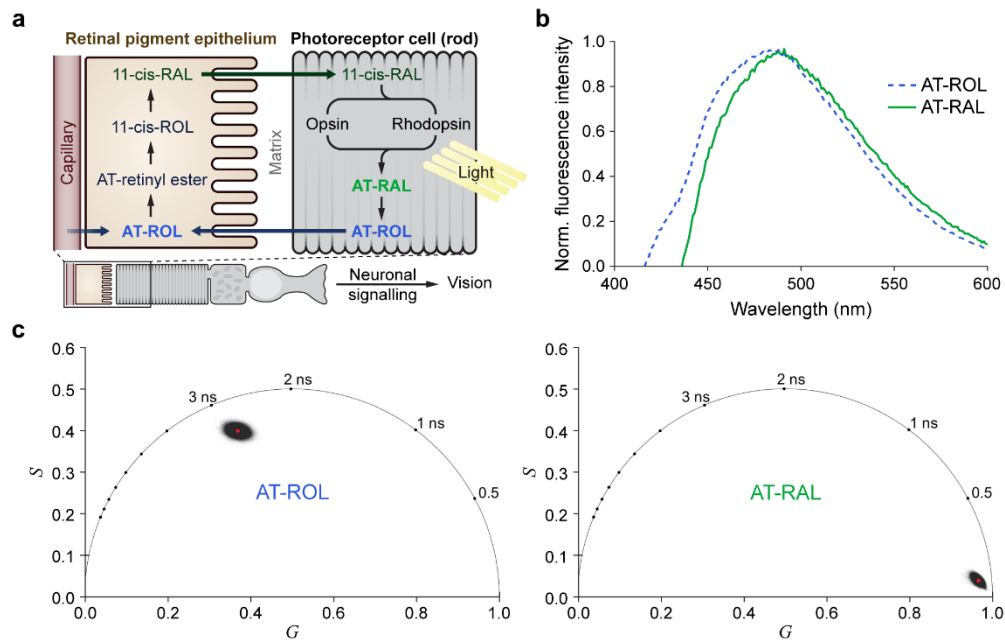 a
Retinal pigment epithelium
Photoreceptor cell (rod)
Capillary
11-cis-RAL
11-cis-ROL
AT-retinyl ester
AT-ROL
Matrix
11-cis-RAL
Opsin
Rhodopsin
Light
AT-RAL
AT-ROL
Neuronal
signalling
Vision
b
Norm. fluorescence intensity
1.0
0.8
0.6
0.4
0.2
0.0
AT-ROL
AT-RAL
400
450
500
550
600
Wavelength (nm)
c
0.6
0.5
0.4
0.3
0.2
0.1
0.0
S
3 ns
2 ns
1 ns
0.5
AT-ROL
0.0
0.2
0.4
0.6
0.8
1.0
G
0.6
0.5
0.4
0.3
0.2
0.1
0.0
S
3 ns
2 ns
1 ns
0.5
AT-RAL
0.0
0.2
0.4
0.6
0.8
1.0
G